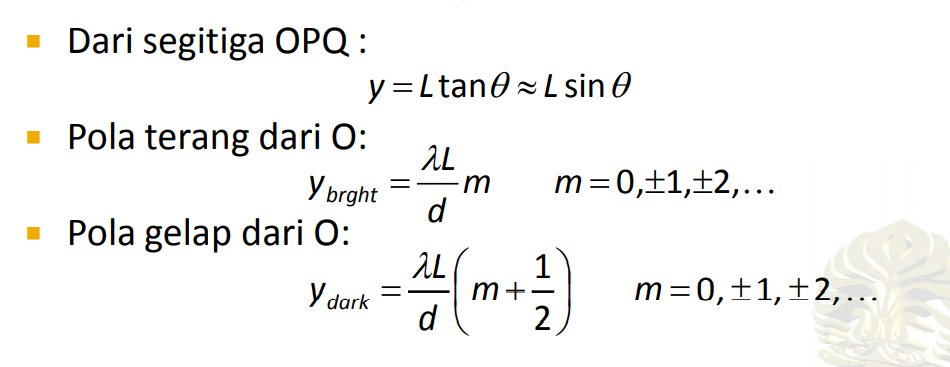 ▪ Dari segitiga OPQ :
y = L tan θ ≈ L sin θ
▪ Pola terang dari O:
y_brght = λL/d m    m = 0,±1,±2,…
▪ Pola gelap dari O:
y_dark = λL/d (m + 1/2)    m = 0, ±1, ±2,…